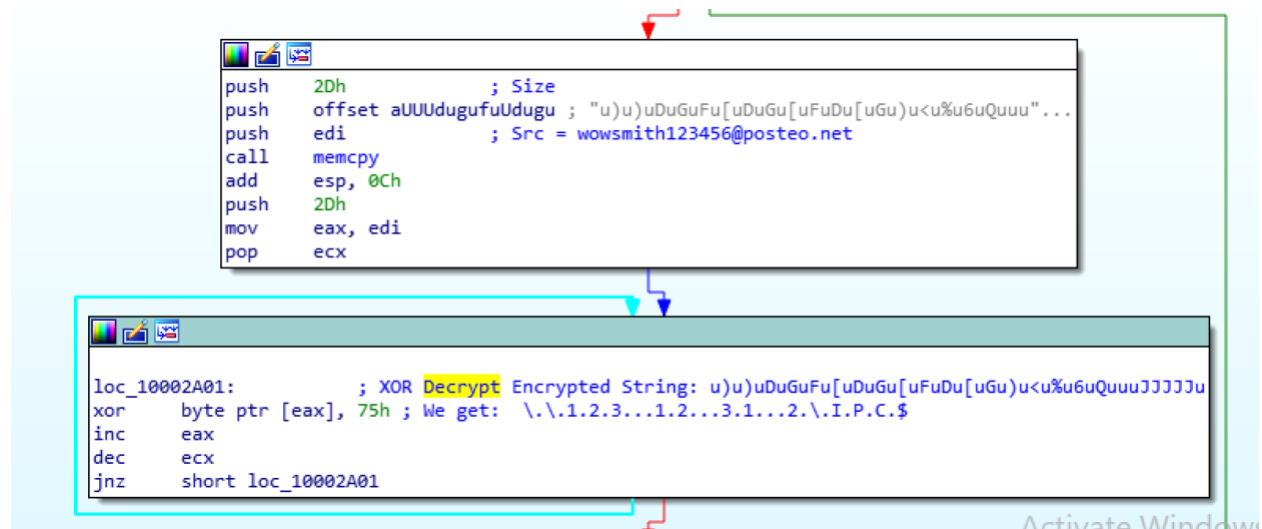 push 2Dh ; Size
push offset aUUUdugufuUdugu ; "u)u)uDuGuFu[uDuGu[uFuDu[uGu)u<u%u6uQuuu"...
push edi ; Src = wowsmith123456@posteo.net
call memcpy
add esp, 0Ch
push 2Dh
mov eax, edi
pop ecx
loc_10002A01: ; XOR Decrypt Encrypted String: u)u)uDuGuFu[uDuGu[uFuDu[uGu)u<u%u6uQuuuJJJJJu
xor byte ptr [eax], 75h ; We get: \.\.1.2.3...1.2...3.1...2.\.I.P.C.$
inc eax
dec ecx
jnz short loc_10002A01
Activate Windows